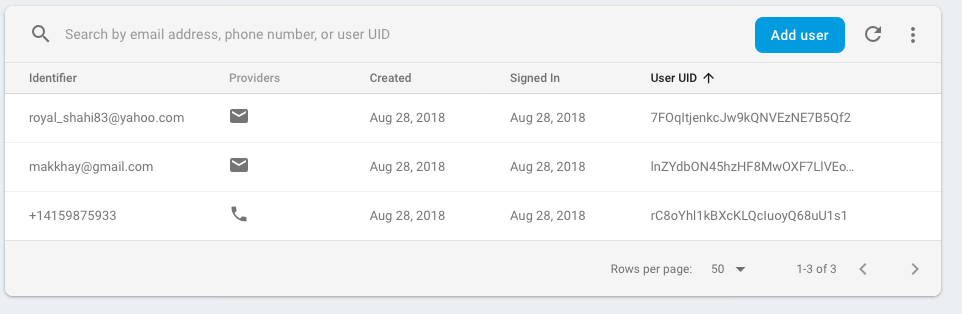 Search by email address, phone number, or user UID Add user
Identifier Providers Created Signed In User UID
royal_shahi83@yahoo.com Aug 28, 2018 Aug 28, 2018 7FOqItjenkcJw9kQNVEzNE7B5Qf2
makkhay@gmail.com Aug 28, 2018 Aug 28, 2018 lnZYdbON45hzHF8MwOXF7LlVEo...
+14159875933 Aug 28, 2018 Aug 28, 2018 rC8oYhl1kBXcKLQcIuoyQ68uU1s1
Rows per page: 50 1-3 of 3